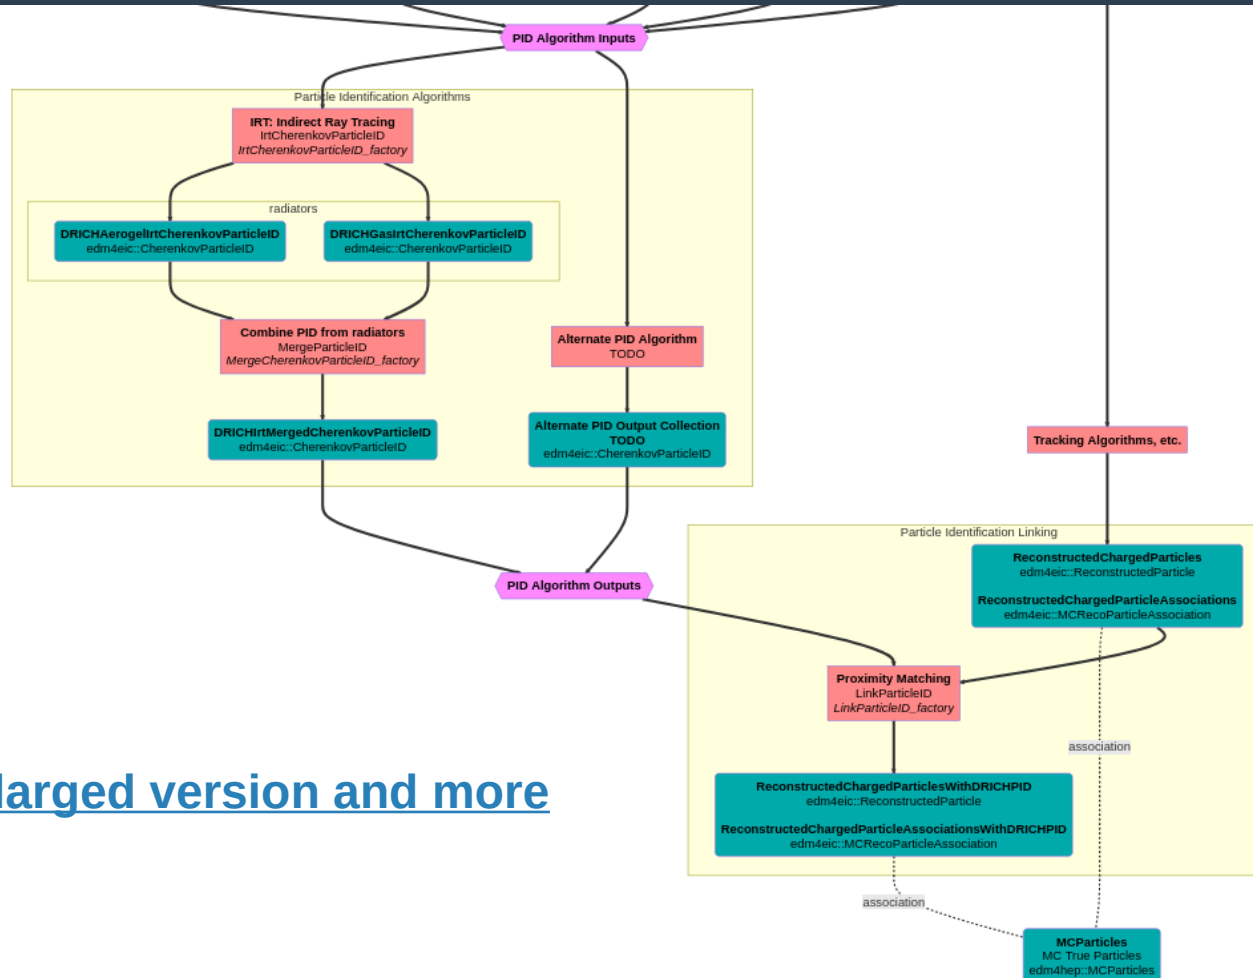 PID Algorithm Inputs
Particle Identification Algorithms
IRT: Indirect Ray Tracing
IrtCherenkovParticleID
IrtCherenkovParticleID_factory
radiators
DRICHAerogelIrtCherenkovParticleID
edm4eic::CherenkovParticleID
DRICHGasIrtCherenkovParticleID
edm4eic::CherenkovParticleID
Combine PID from radiators
MergeParticleID
MergeCherenkovParticleID_factory
Alternate PID Algorithm
TODO
DRICHIrtMergedCherenkovParticleID
edm4eic::CherenkovParticleID
Alternate PID Output Collection
TODO
edm4eic::CherenkovParticleID
Tracking Algorithms, etc.
Particle Identification Linking
ReconstructedChargedParticles
edm4eic::ReconstructedParticle
ReconstructedChargedParticleAssociations
edm4eic::MCRecoParticleAssociation
PID Algorithm Outputs
Proximity Matching
LinkParticleID
LinkParticleID_factory
association
larged version and more
ReconstructedChargedParticlesWithDRICHPID
edm4eic::ReconstructedParticle
ReconstructedChargedParticleAssociationsWithDRICHPID
edm4eic::MCRecoParticleAssociation
association
MCParticles
MC True Particles
edm4hep::MCParticles